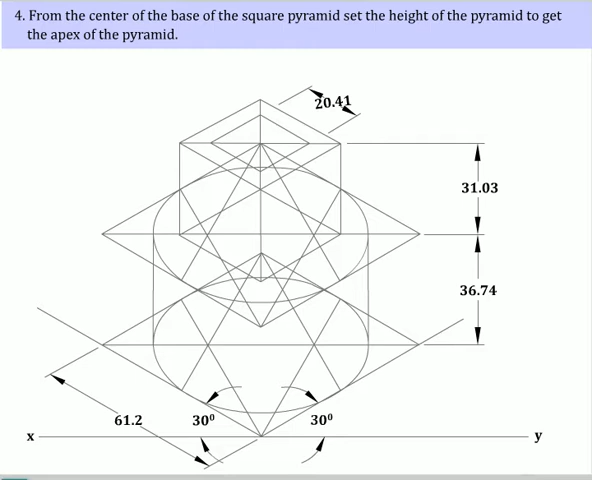 4. From the center of the base of the square pyramid set the height of the pyramid to get
the apex of the pyramid.
20.41
31.03
36.74
61.2
30⁰
30⁰
x
y